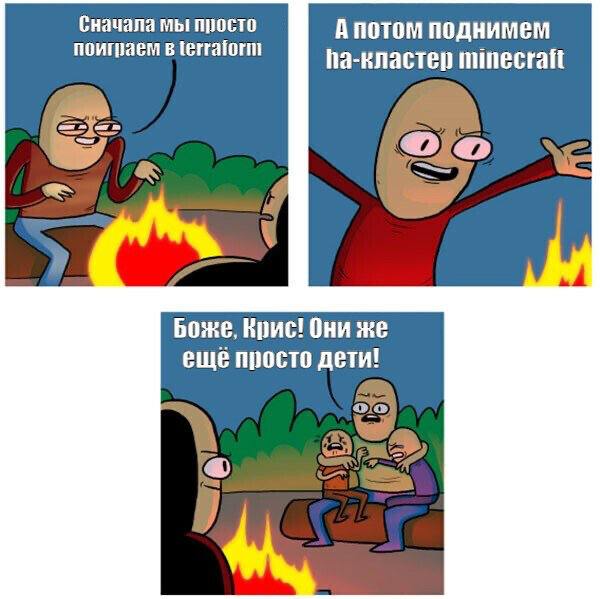 Сначала мы просто
поиграем в terraform
А потом поднимем
ha-кластер minecraft
Боже, Крис! Они же
ещё просто дети!